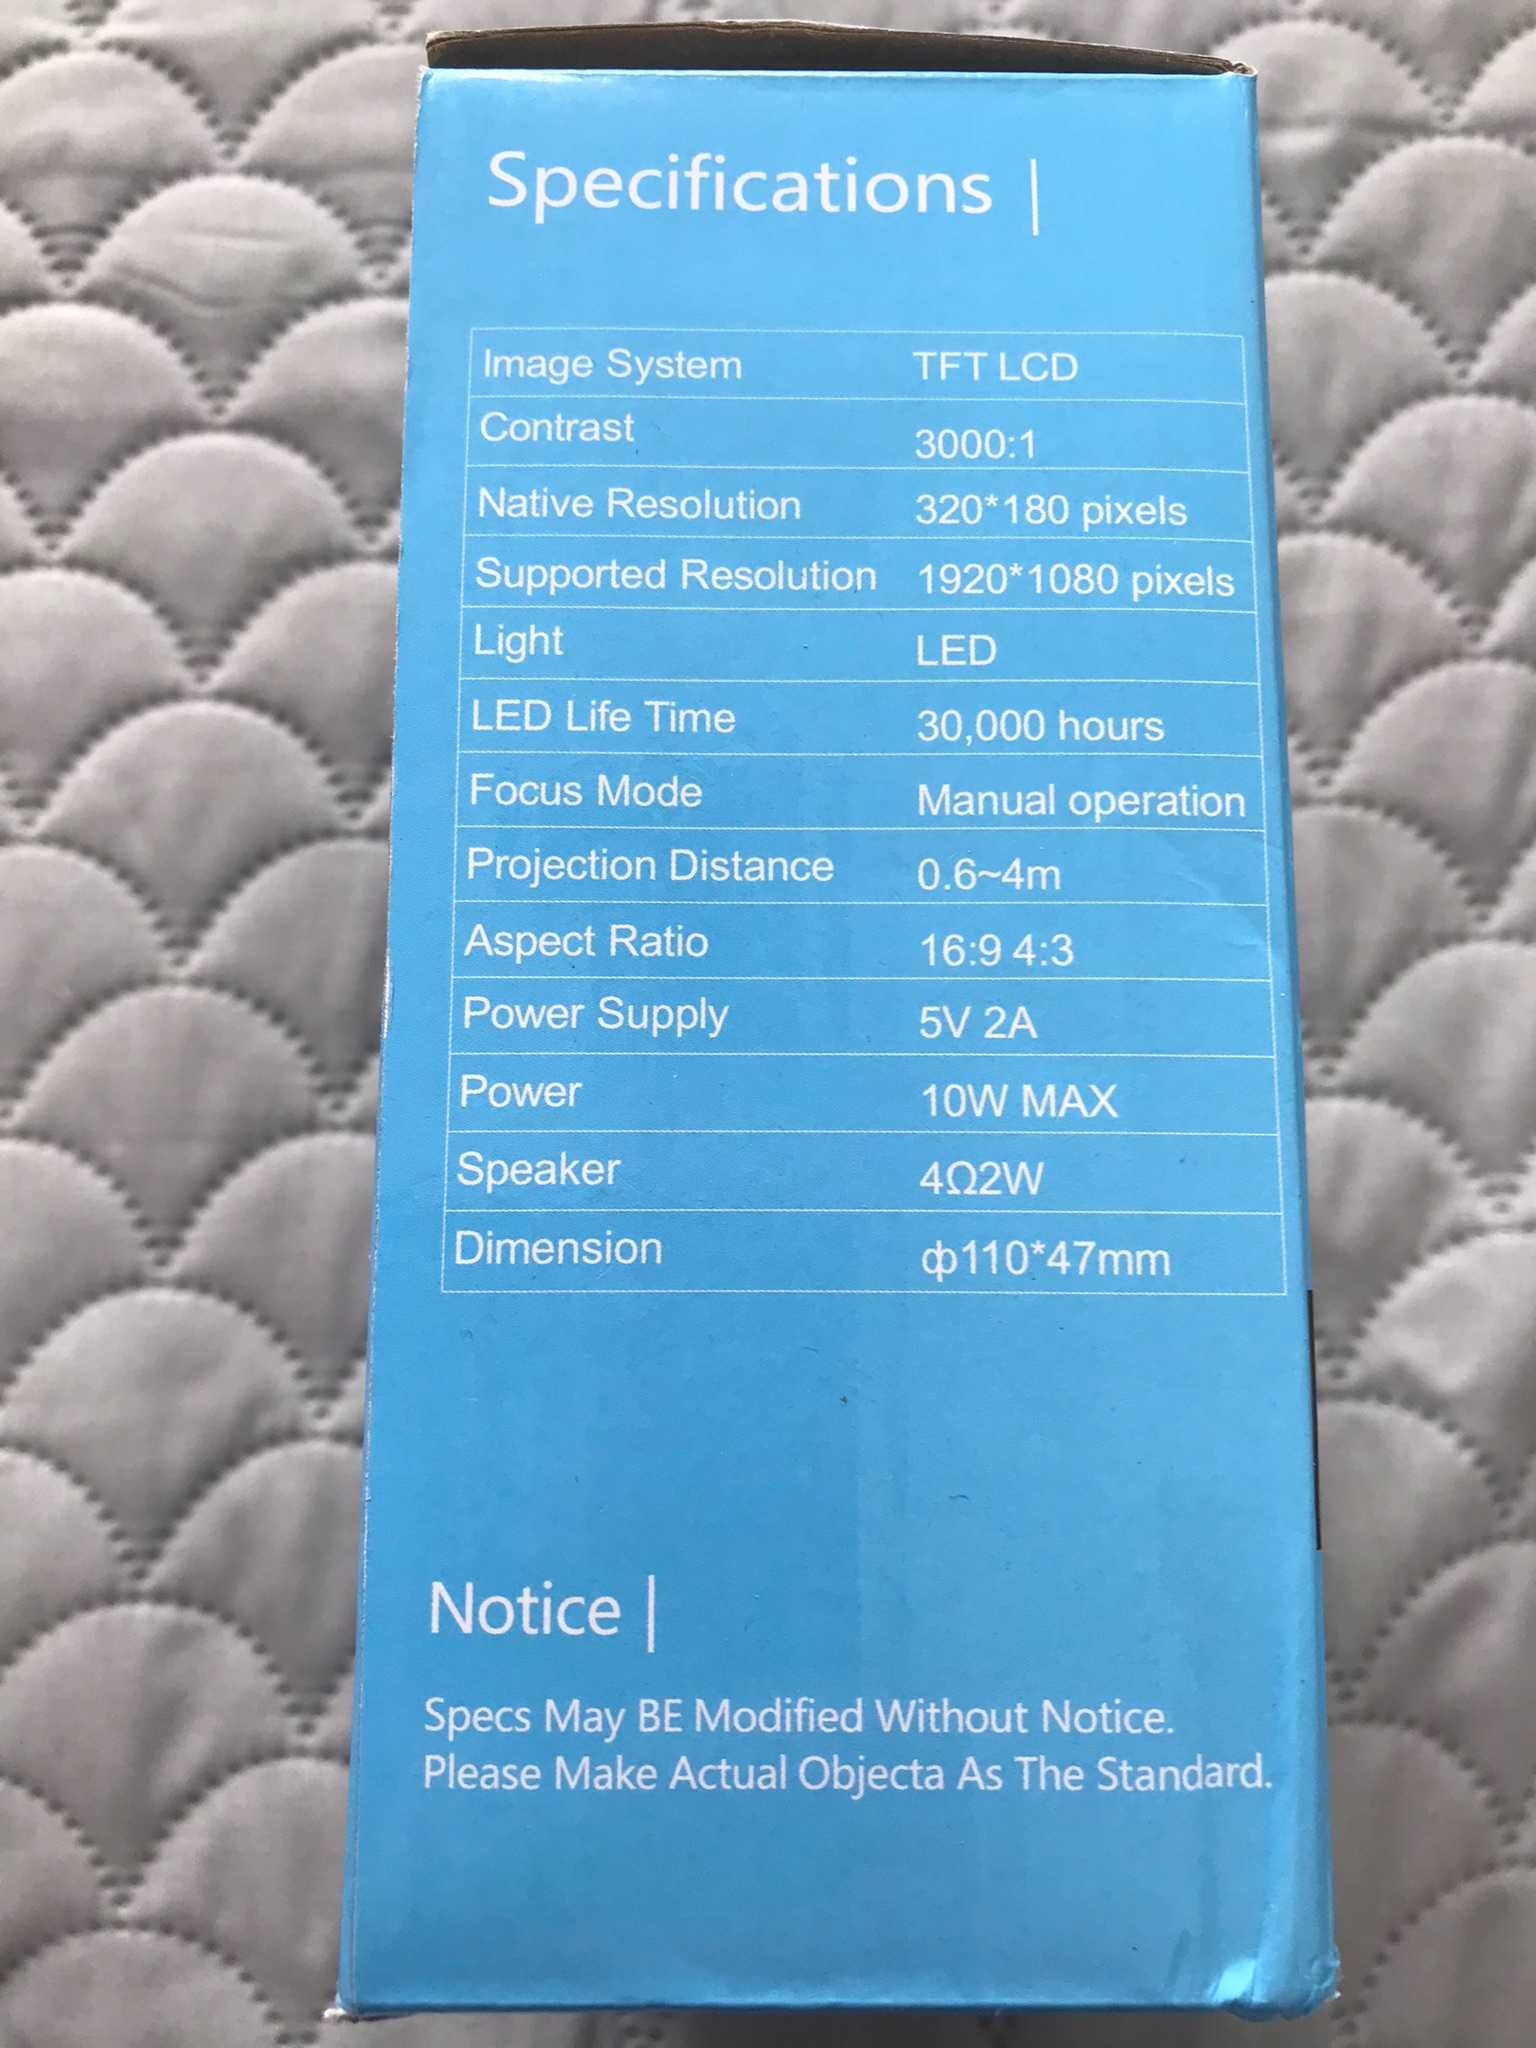 Specifications |
Image System TFT LCD
Contrast 3000:1
Native Resolution 320*180 pixels
Supported Resolution 1920*1080 pixels
Light LED
LED Life Time 30,000 hours
Focus Mode Manual operation
Projection Distance 0.6~4m
Aspect Ratio 16:9 4:3
Power Supply 5V 2A
Power 10W MAX
Speaker 4Ω2W
Dimension ф110*47mm
Notice |
Specs May BE Modified Without Notice.
Please Make Actual Objecta As The Standard.